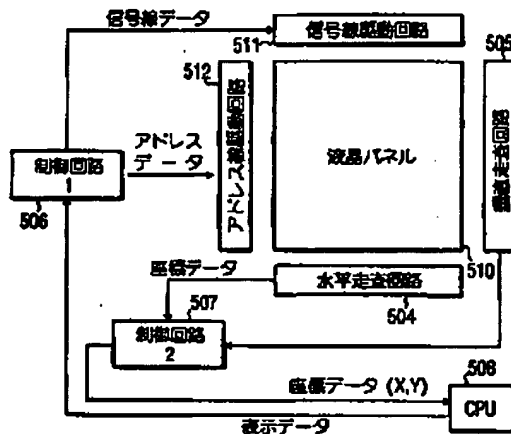 信号線データ
信号線駆動回路
511
505
512
アドレス線駆動回路
液晶パネル
アドレス
データ
制御回路
1
506
510
座標データ
水平走査回路
504
507
制御回路
2
座標データ (X,Y)
508
CPU
表示データ